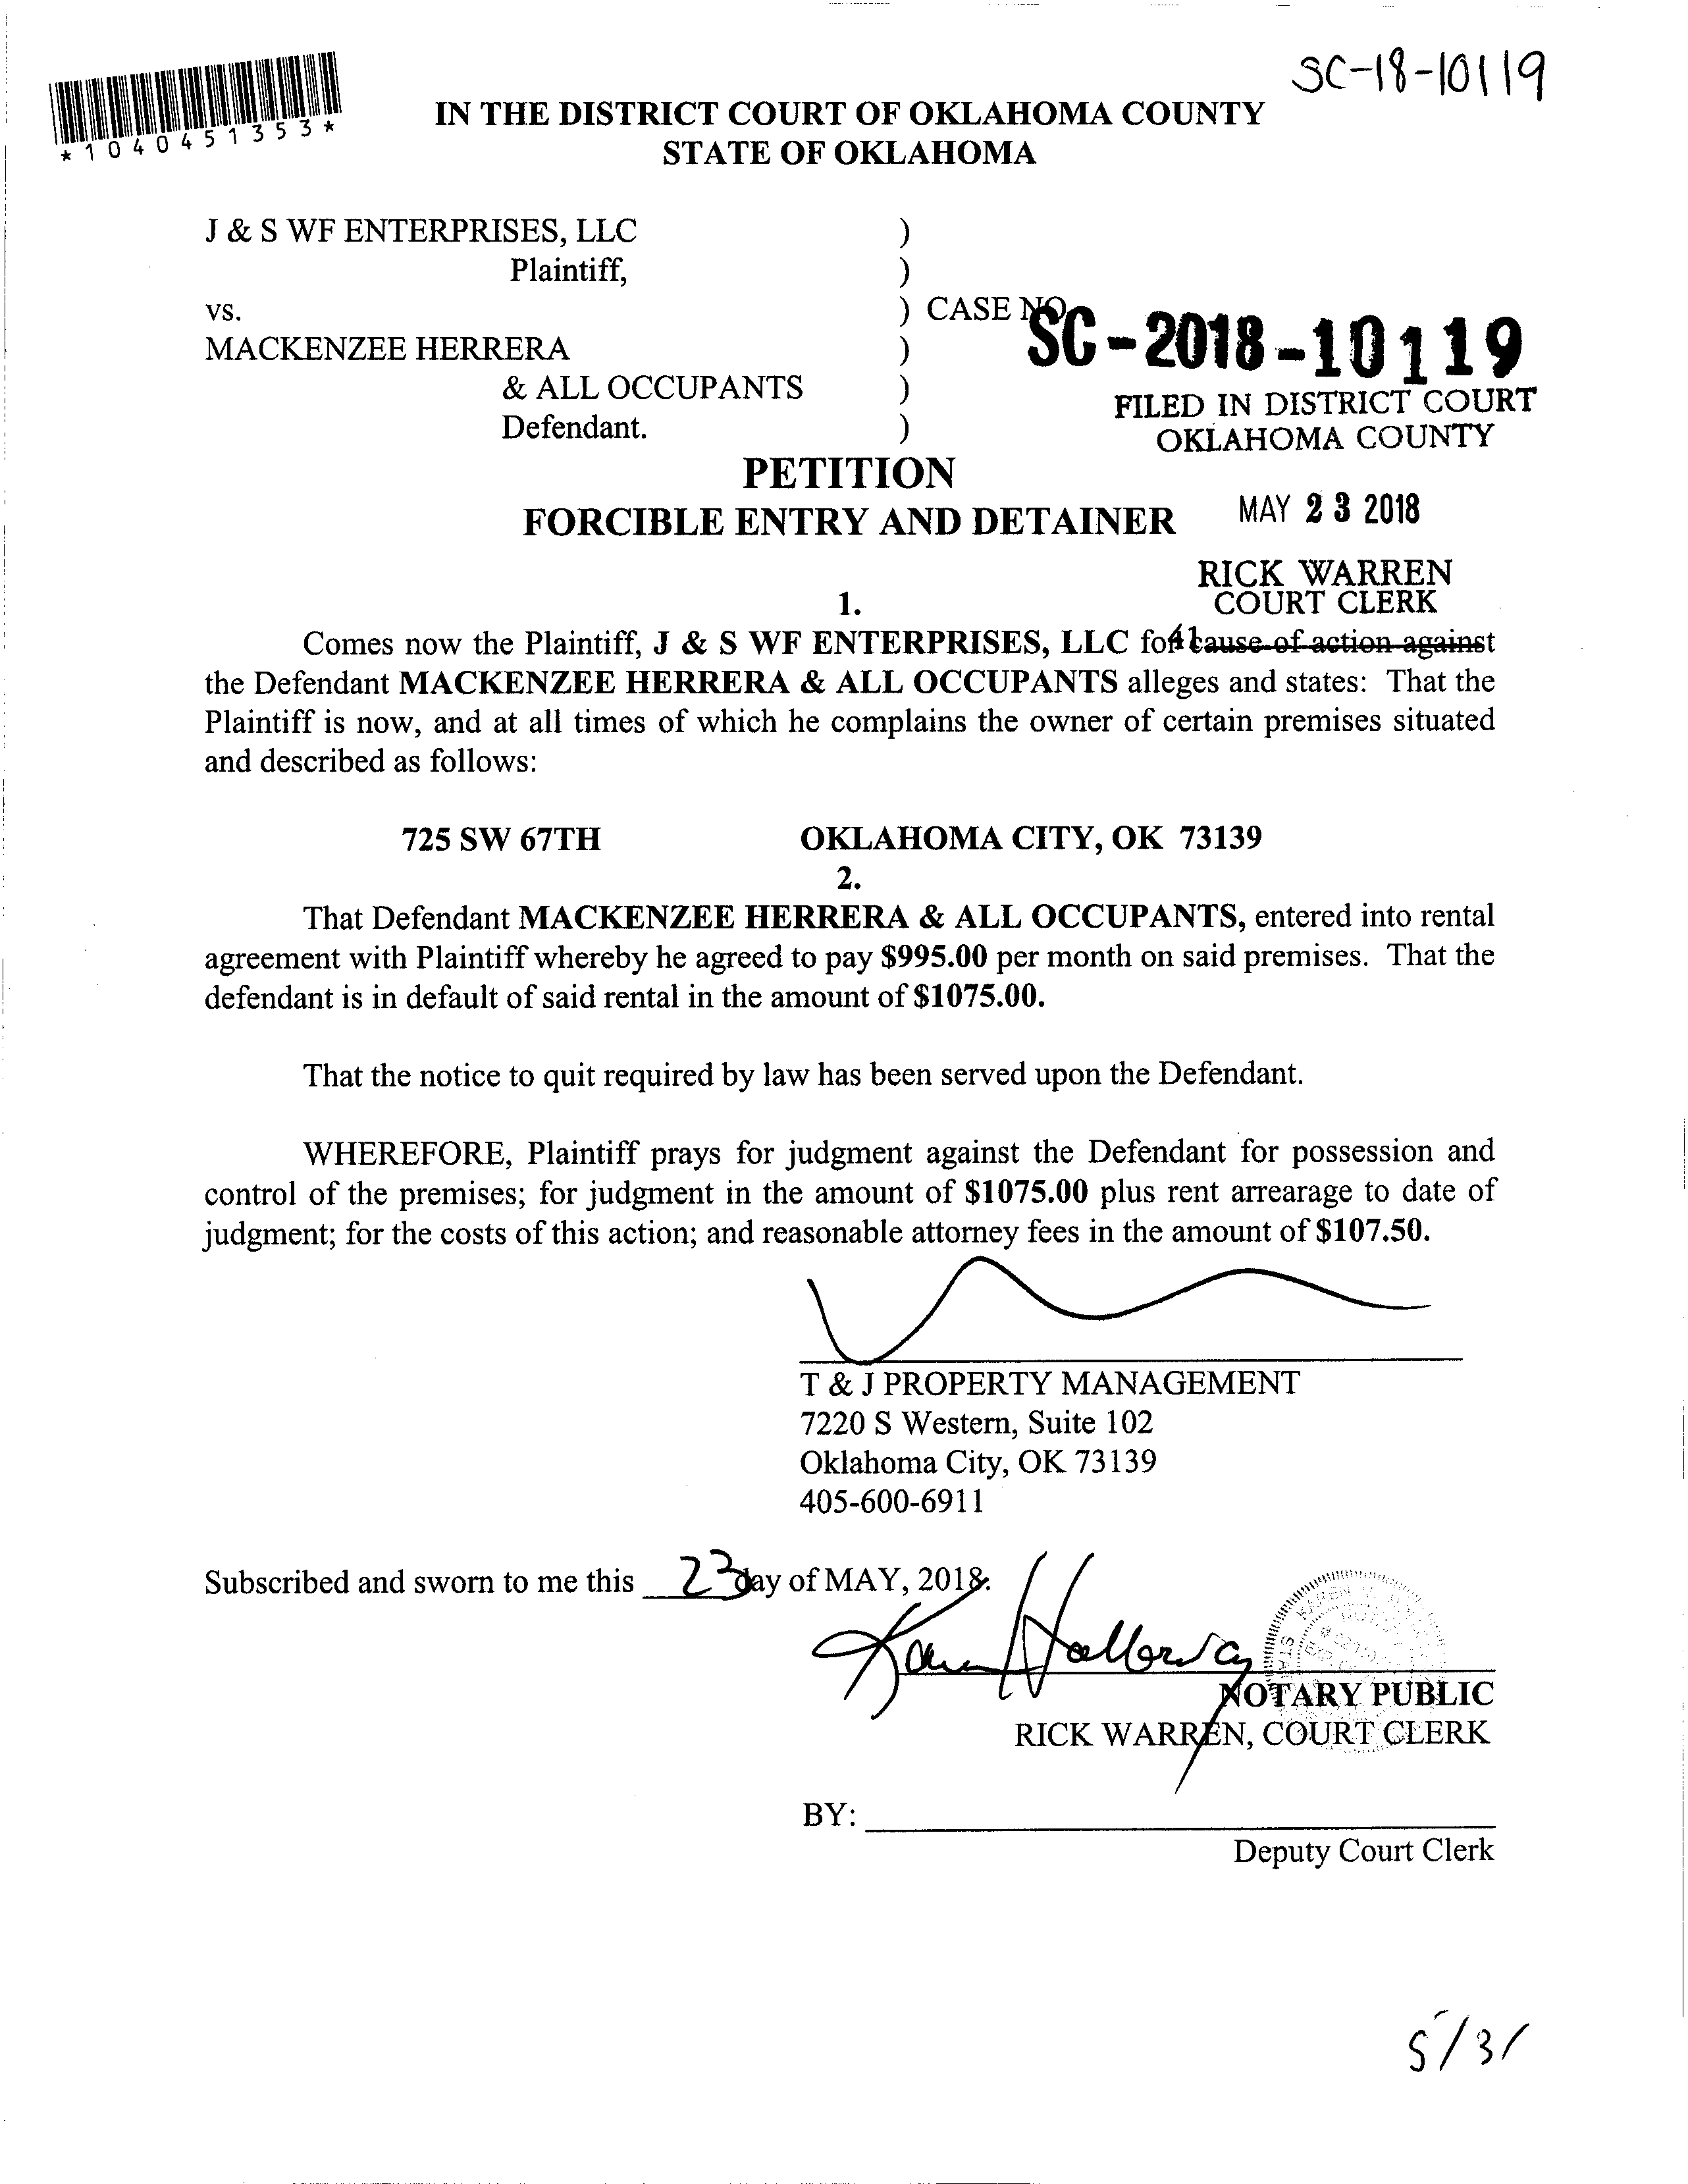 SC-18-10119
*1040451353*
IN THE DISTRICT COURT OF OKLAHOMA COUNTY
STATE OF OKLAHOMA
J & S WF ENTERPRISES, LLC )
Plaintiff, )
vs. ) CASE NO.
SC-2018-10119
MACKENZEE HERRERA )
& ALL OCCUPANTS )
Defendant. )
FILED IN DISTRICT COURT
OKLAHOMA COUNTY
PETITION
FORCIBLE ENTRY AND DETAINER
MAY 23 2018
RICK WARREN
COURT CLERK
1.
41
Comes now the Plaintiff, J & S WF ENTERPRISES, LLC for cause of action against
the Defendant MACKENZEE HERRERA & ALL OCCUPANTS alleges and states: That the
Plaintiff is now, and at all times of which he complains the owner of certain premises situated
and described as follows:
725 SW 67TH OKLAHOMA CITY, OK 73139
2.
That Defendant MACKENZEE HERRERA & ALL OCCUPANTS, entered into rental
agreement with Plaintiff whereby he agreed to pay $995.00 per month on said premises. That the
defendant is in default of said rental in the amount of $1075.00.
That the notice to quit required by law has been served upon the Defendant.
WHEREFORE, Plaintiff prays for judgment against the Defendant for possession and
control of the premises; for judgment in the amount of $1075.00 plus rent arrearage to date of
judgment; for the costs of this action; and reasonable attorney fees in the amount of $107.50.
T & J PROPERTY MANAGEMENT
7220 S Western, Suite 102
Oklahoma City, OK 73139
405-600-6911
Subscribed and sworn to me this 23 day of MAY, 2018.
Karen Holloway
NOTARY PUBLIC
RICK WARREN, COURT CLERK
BY:
Deputy Court Clerk
5/31